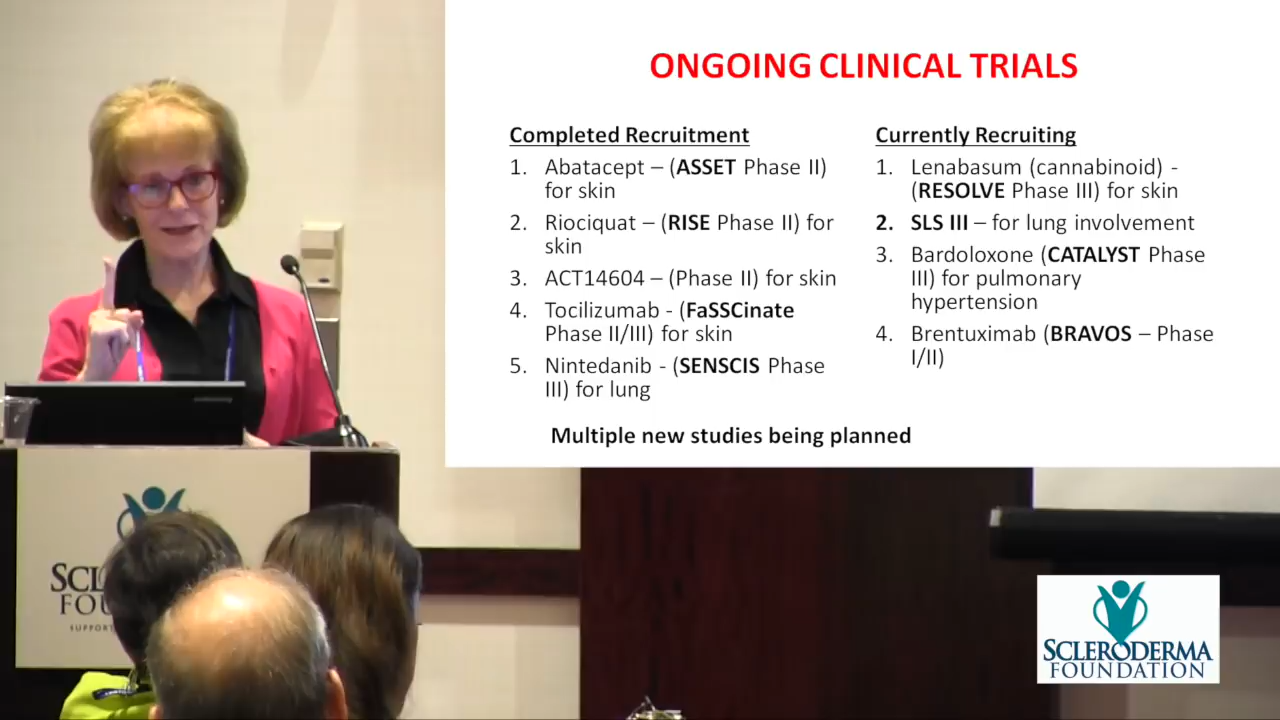 ONGOING CLINICAL TRIALS
Completed Recruitment
1. Abatacept – (ASSET Phase II)
for skin
2. Riociquat – (RISE Phase II) for
skin
3. ACT14604 – (Phase II) for skin
4. Tocilizumab - (FaSSCinate
Phase II/III) for skin
5. Nintedanib - (SENSCIS Phase
III) for lung
Currently Recruiting
1. Lenabasum (cannabinoid) -
(RESOLVE Phase III) for skin
2. SLS III – for lung involvement
3. Bardoloxone (CATALYST Phase
III) for pulmonary
hypertension
4. Brentuximab (BRAVOS – Phase
I/II)
Multiple new studies being planned
SCL
FOU
SUPPORT
SCLERODERMA
FOUNDATION